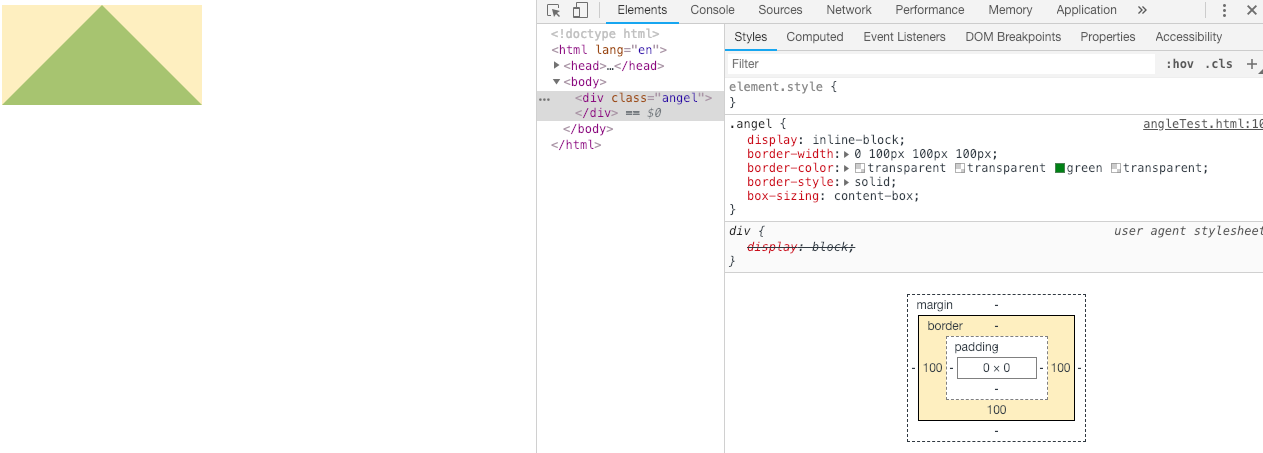 Elements Console Sources Network Performance Memory Application »
<!doctype html>
<html lang="en">
<head>…</head>
<body>
<div class="angel">
</div> == $0
</body>
</html>
Styles Computed Event Listeners DOM Breakpoints Properties Accessibility
Filter :hov .cls +
element.style {
}
.angel { angleTest.html:10
display: inline-block;
border-width: 0 100px 100px 100px;
border-color: transparent transparent green transparent;
border-style: solid;
box-sizing: content-box;
}
div { user agent stylesheet
display: block;
}
margin -
border -
padding -
- 100 - 0 × 0 - 100 -
-
100
-